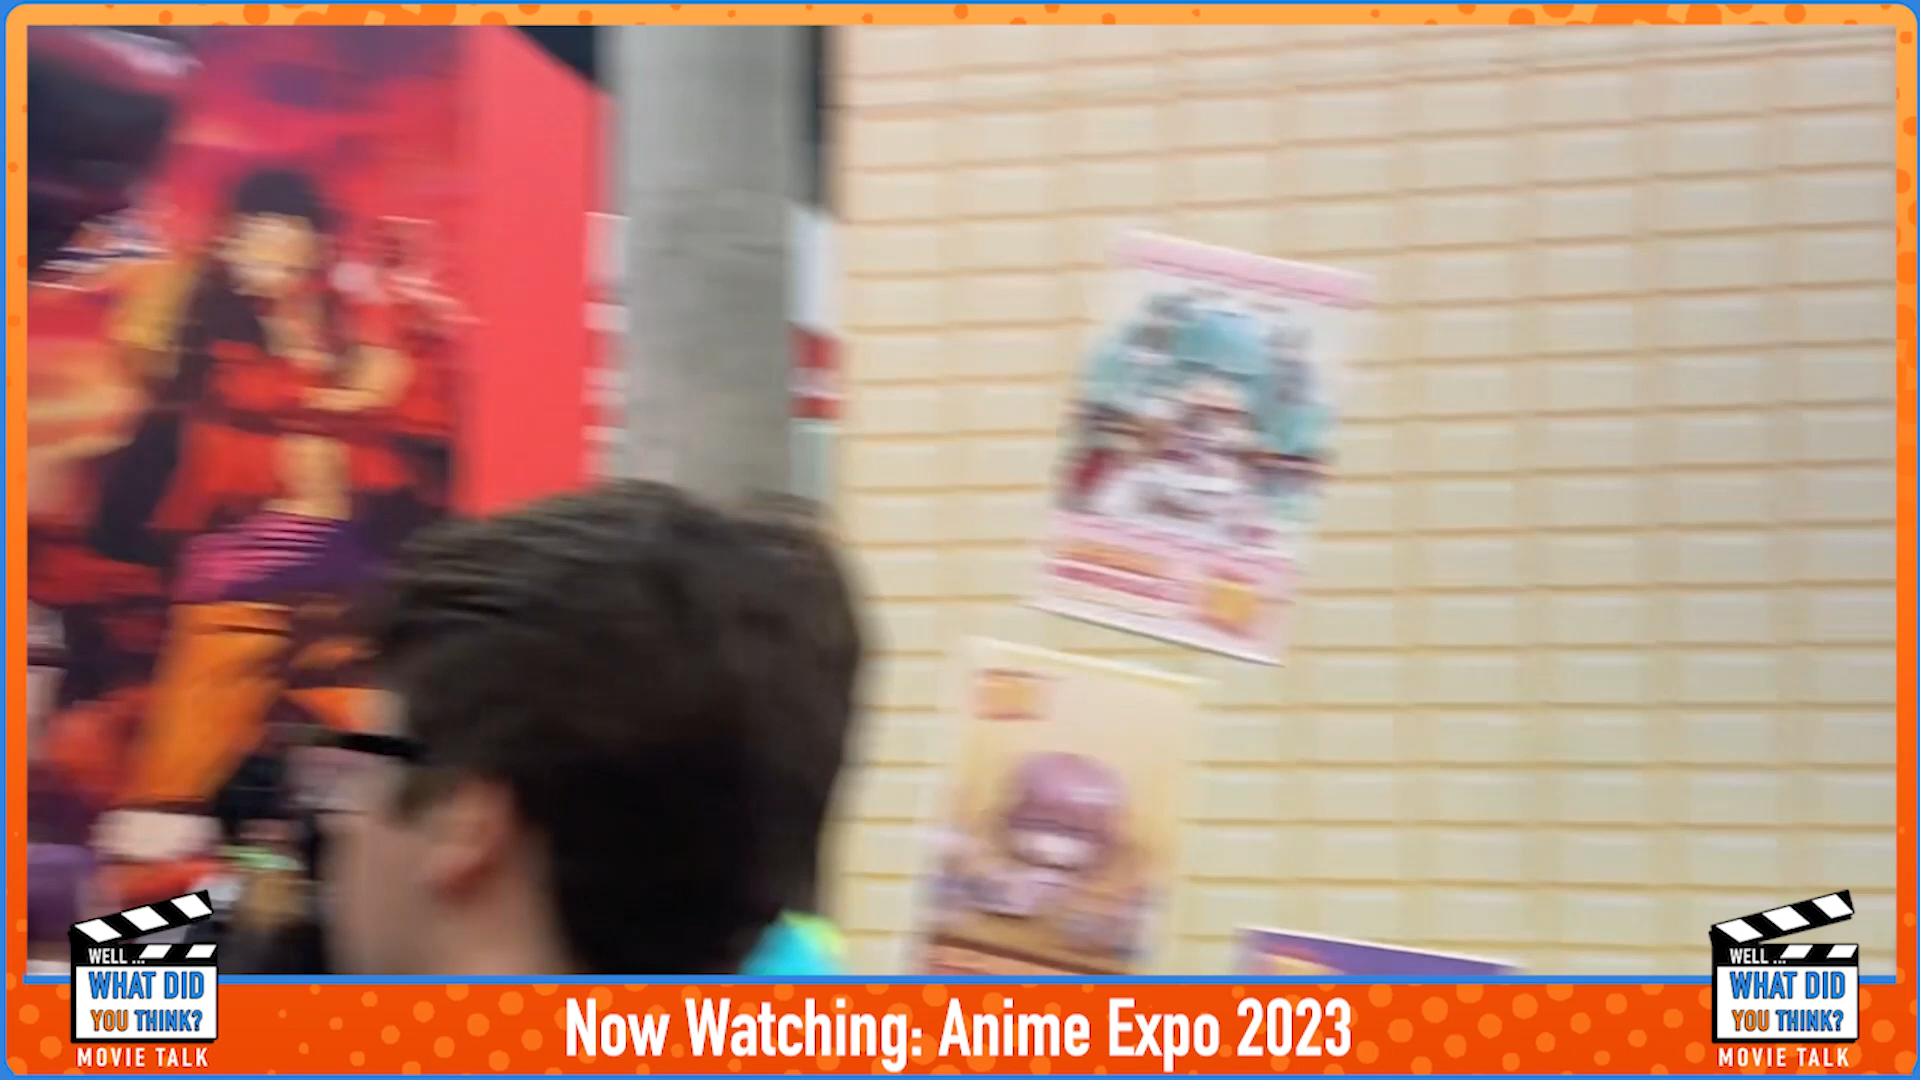 WELL ...
WHAT DID
YOU THINK?
MOVIE TALK
Now Watching: Anime Expo 2023
WELL ...
WHAT DID
YOU THINK?
MOVIE TALK